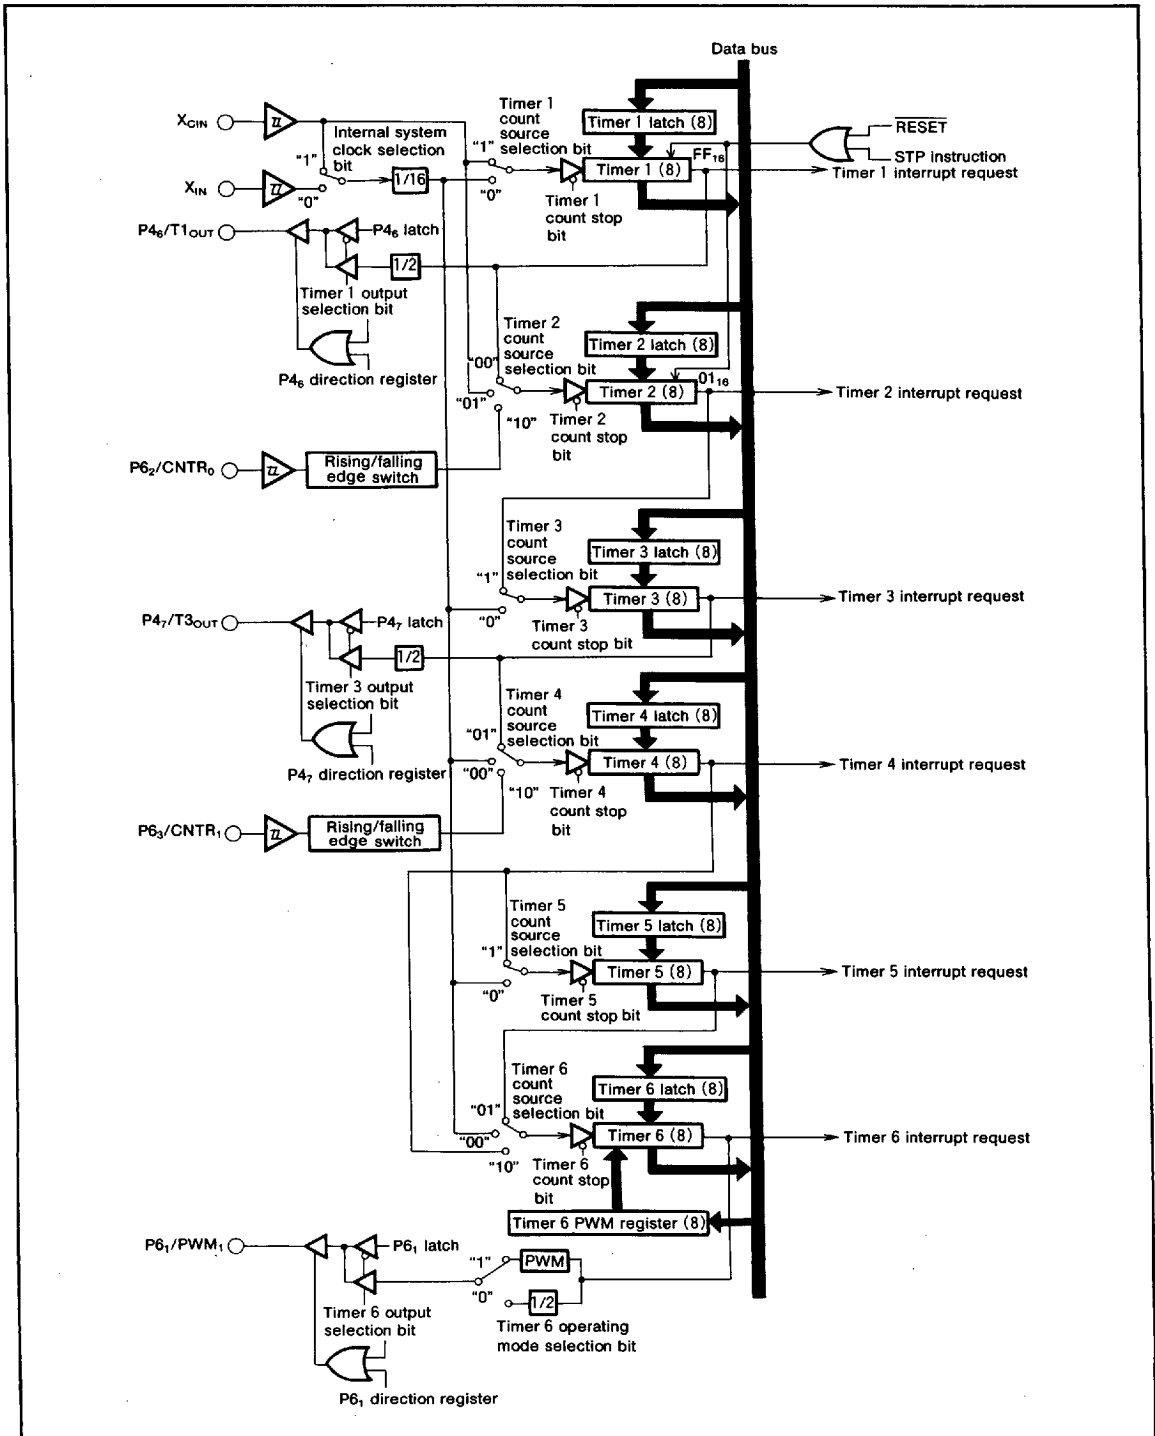 Data bus
Timer 1
count
source
selection bit
Timer 1 latch (8)
XCIN
Internal system
clock selection
bit
"1"
"1"
FF16
RESET
STP instruction
Timer 1 (8)
Timer 1 interrupt request
XIN
"0"
1/16
"0"
Timer 1
count stop
bit
P46/T1OUT
P46 latch
1/2
Timer 1 output
selection bit
P46 direction register
Timer 2
count
source
selection bit
Timer 2 latch (8)
"00"
"01"
"10"
0116
Timer 2 (8)
Timer 2 interrupt request
Timer 2
count stop
bit
P62/CNTR0
Rising/falling
edge switch
Timer 3
count
source
selection bit
Timer 3 latch (8)
"1"
"0"
Timer 3 (8)
Timer 3 interrupt request
Timer 3
count stop bit
P47/T3OUT
P47 latch
1/2
Timer 3 output
selection bit
P47 direction register
Timer 4
count
source
selection bit
Timer 4 latch (8)
"01"
"00"
"10"
Timer 4 (8)
Timer 4 interrupt request
Timer 4
count stop
bit
P63/CNTR1
Rising/falling
edge switch
Timer 5
count
source
selection bit
Timer 5 latch (8)
"1"
"0"
Timer 5 (8)
Timer 5 interrupt request
Timer 5
count stop bit
Timer 6
count
source
selection bit
Timer 6 latch (8)
"01"
"00"
"10"
Timer 6 (8)
Timer 6 interrupt request
Timer 6
count stop
bit
Timer 6 PWM register (8)
P61/PWM1
P61 latch
"1"
PWM
"0"
1/2
Timer 6 output
selection bit
Timer 6 operating
mode selection bit
P61 direction register